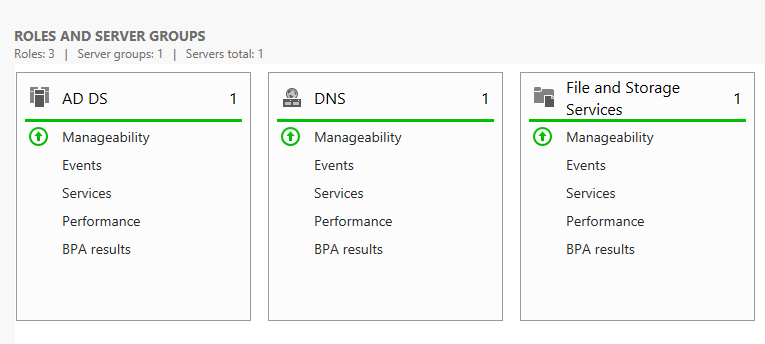 ROLES AND SERVER GROUPS
Roles: 3 | Server groups: 1 | Servers total: 1
AD DS 1
Manageability
Events
Services
Performance
BPA results
DNS 1
Manageability
Events
Services
Performance
BPA results
File and Storage
Services 1
Manageability
Events
Services
Performance
BPA results